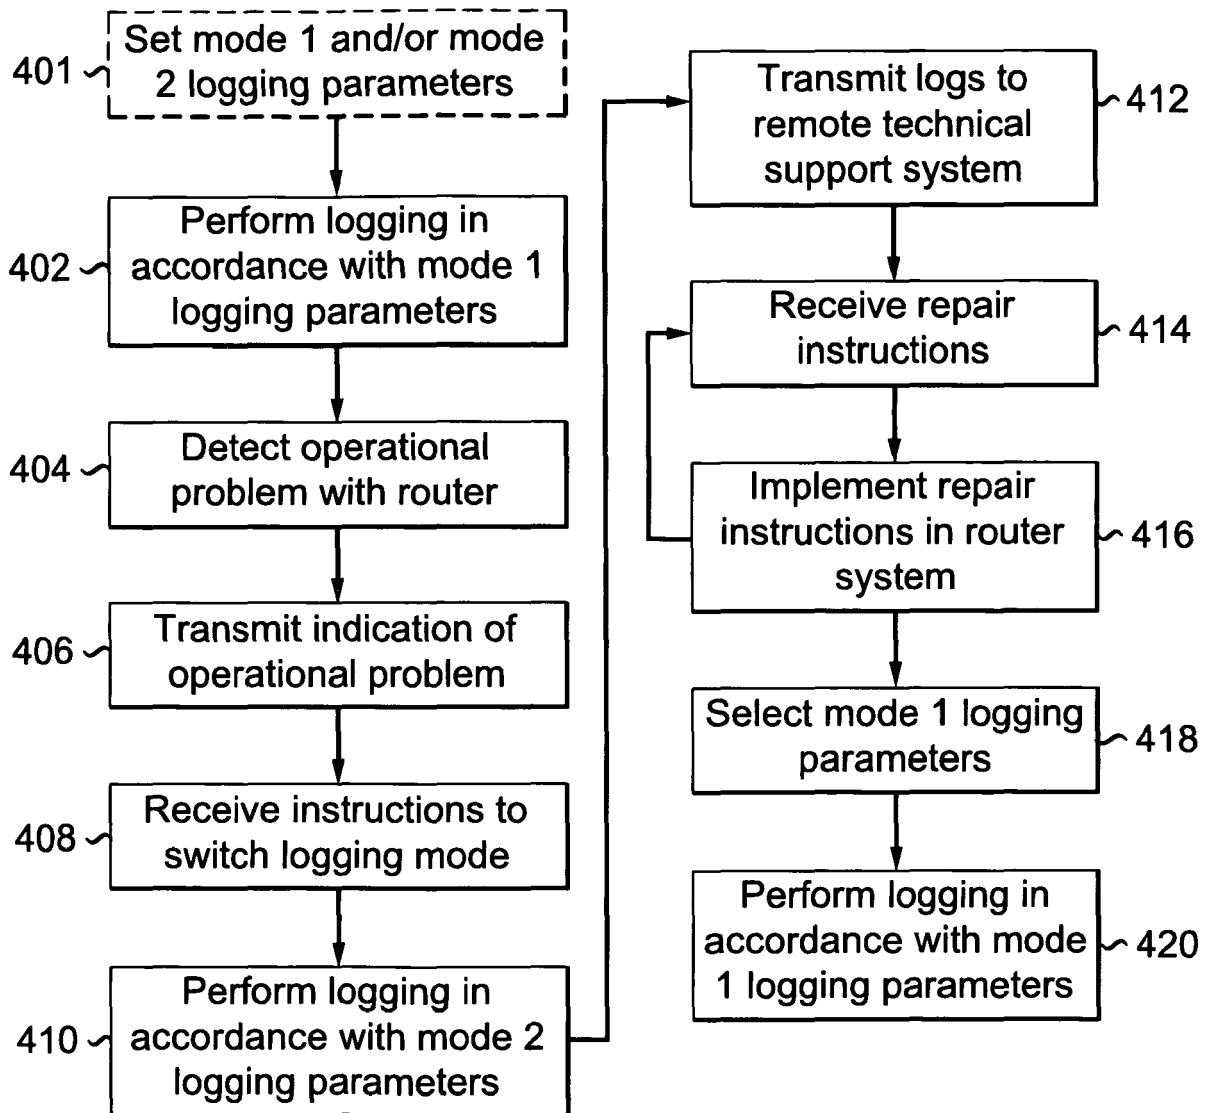 401
Set mode 1 and/or mode
2 logging parameters
402
Perform logging in
accordance with mode 1
logging parameters
404
Detect operational
problem with router
406
Transmit indication of
operational problem
408
Receive instructions to
switch logging mode
410
Perform logging in
accordance with mode 2
logging parameters
Transmit logs to
remote technical
support system
412
Receive repair
instructions
414
Implement repair
instructions in router
system
416
Select mode 1 logging
parameters
418
Perform logging in
accordance with mode
1 logging parameters
420